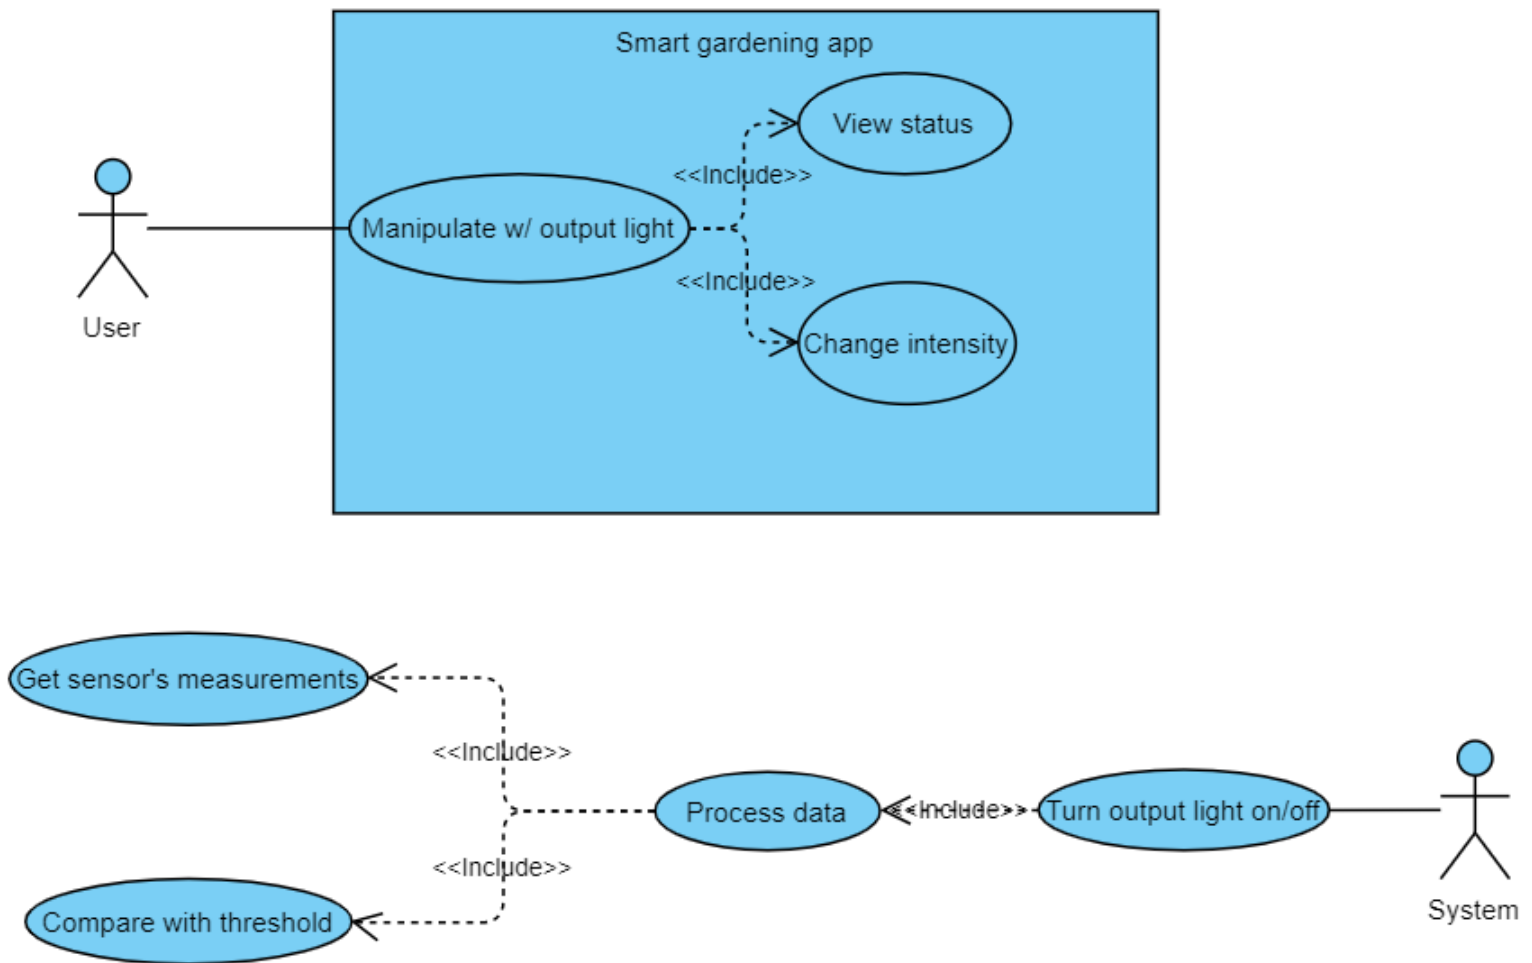 Smart gardening app
View status
<<Include>>
Manipulate w/ output light
<<Include>>
User
Change intensity
Get sensor's measurements
<<Include>>
Process data
<<Include>>
Turn output light on/off
<<Include>>
Compare with threshold
System